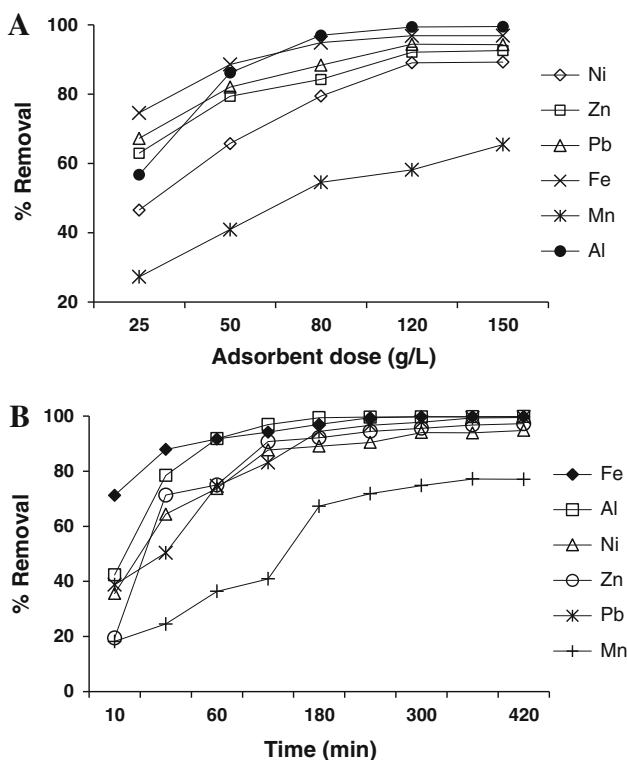 A
100
80
60
40
20
% Removal
25 50 80 120 150
Adsorbent dose (g/L)
Ni
Zn
Pb
Fe
Mn
Al
B
100
80
60
40
20
0
% Removal
10 60 180 300 420
Time (min)
Fe
Al
Ni
Zn
Pb
Mn